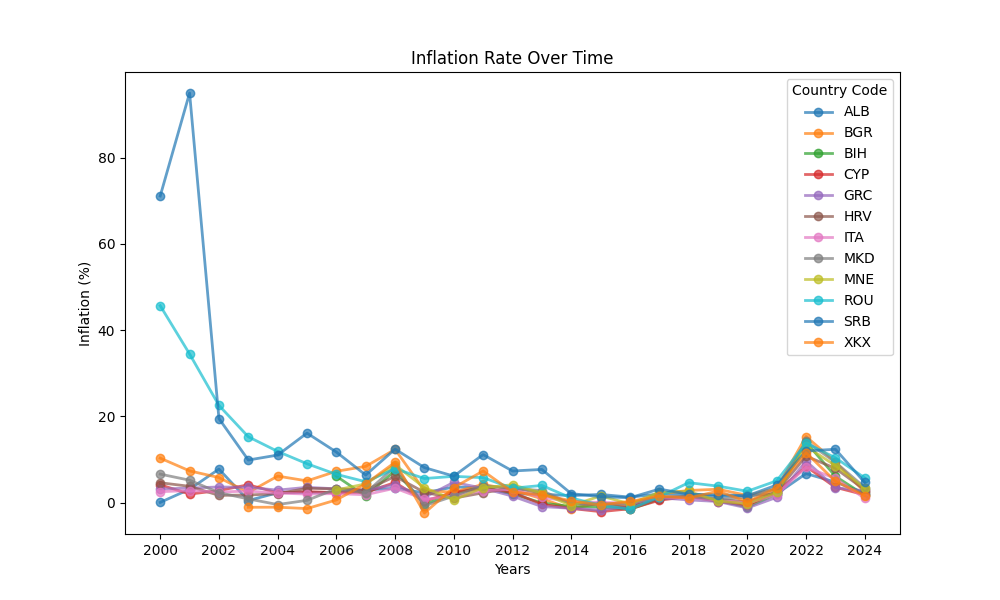 Inflation Rate Over Time
Inflation (%)
80
60
40
20
0
2000 2002 2004 2006 2008 2010 2012 2014 2016 2018 2020 2022 2024
Years
Country Code
ALB
BGR
BIH
CYP
GRC
HRV
ITA
MKD
MNE
ROU
SRB
XKX